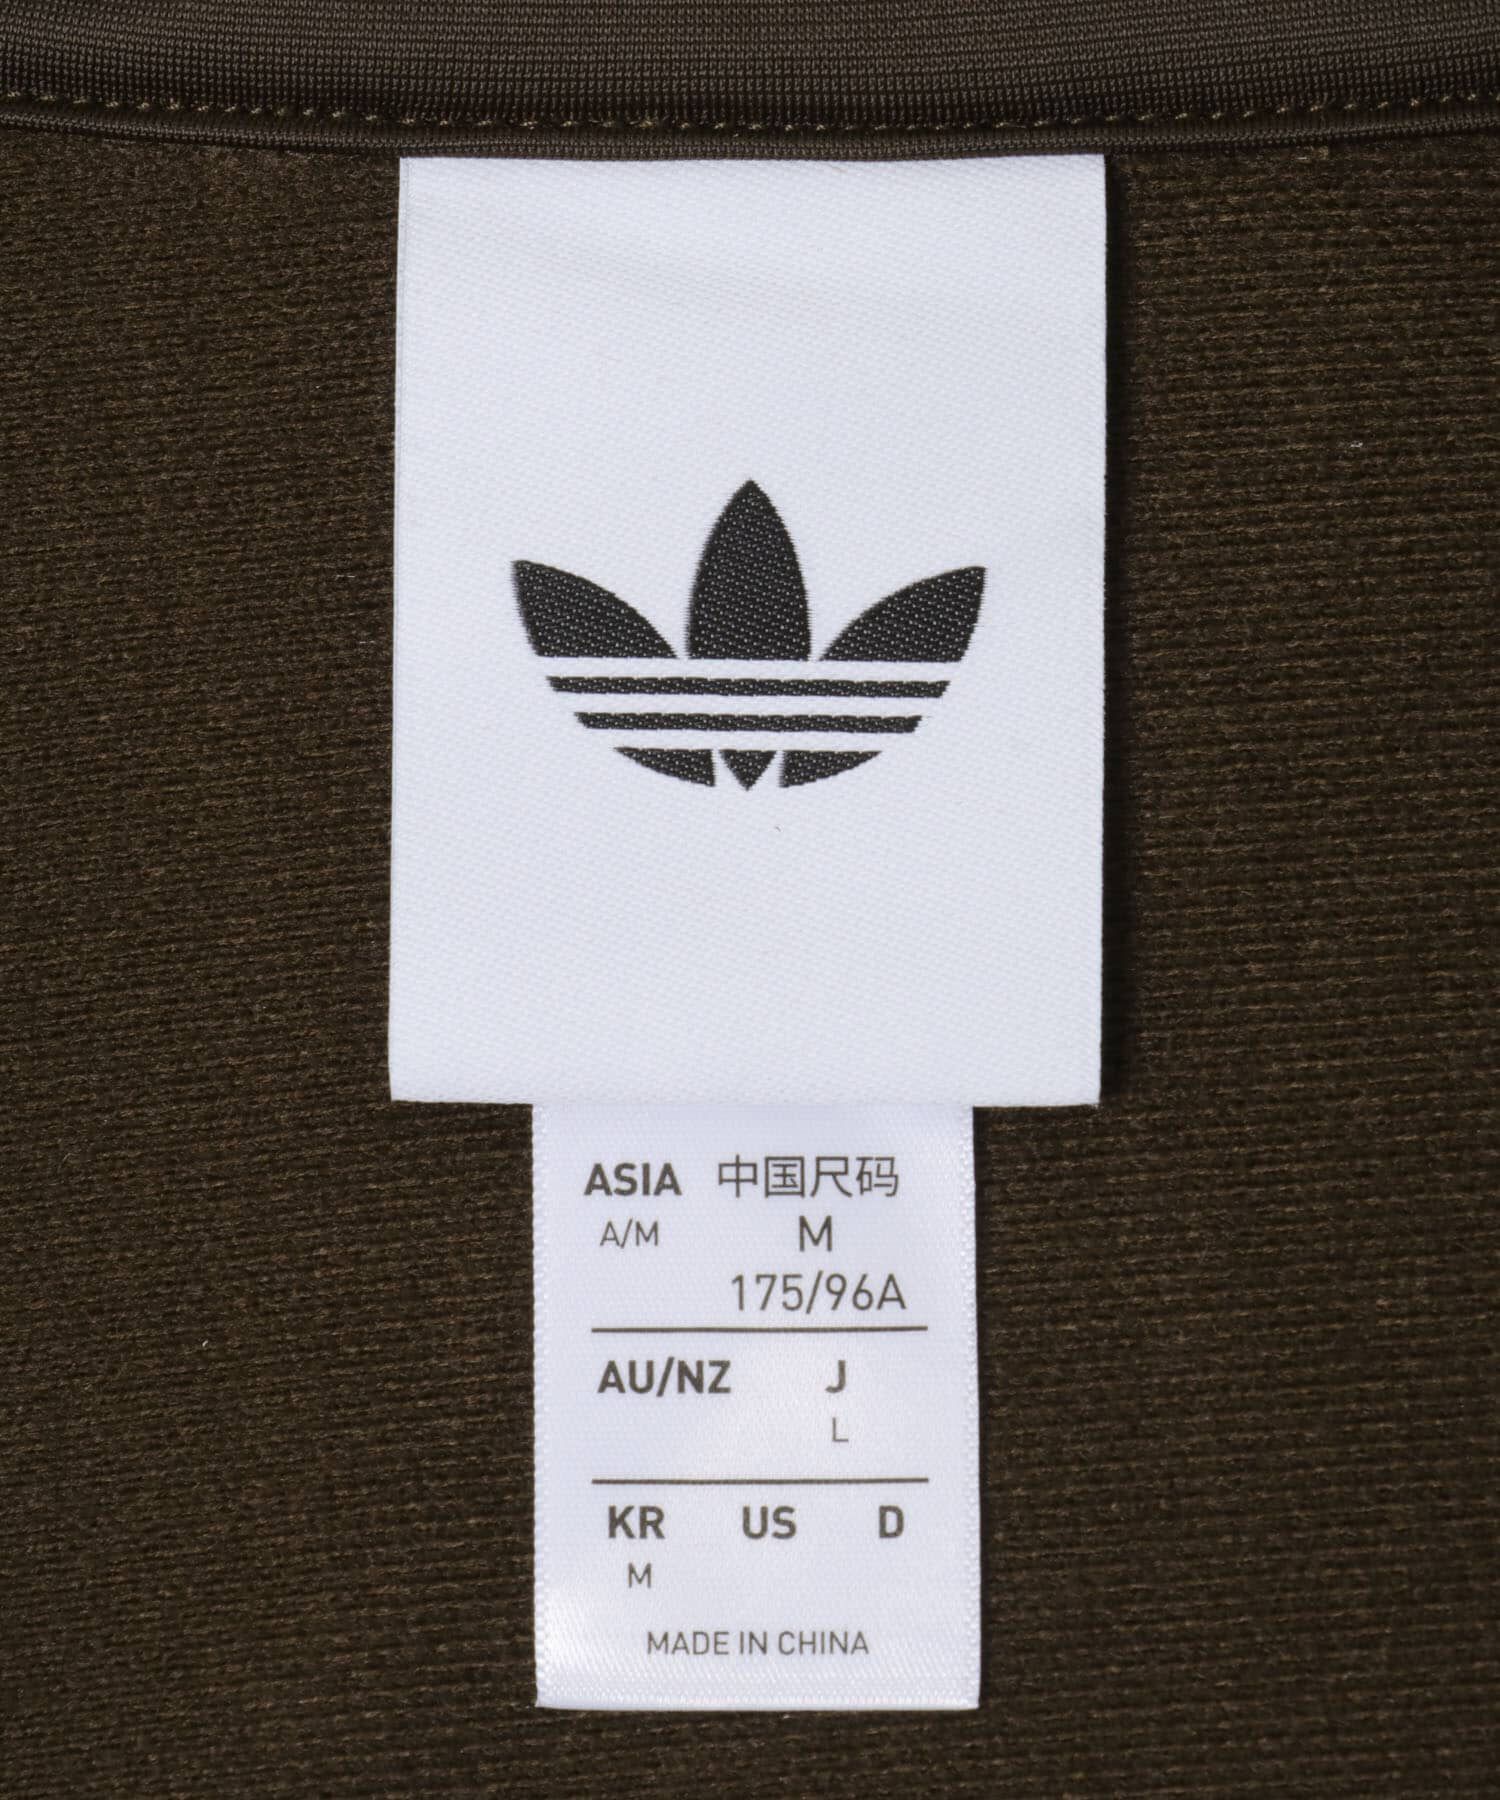 ASIA 中国尺码
A/M M
175/96A
AU/NZ J
L
KR US D
M
MADE IN CHINA